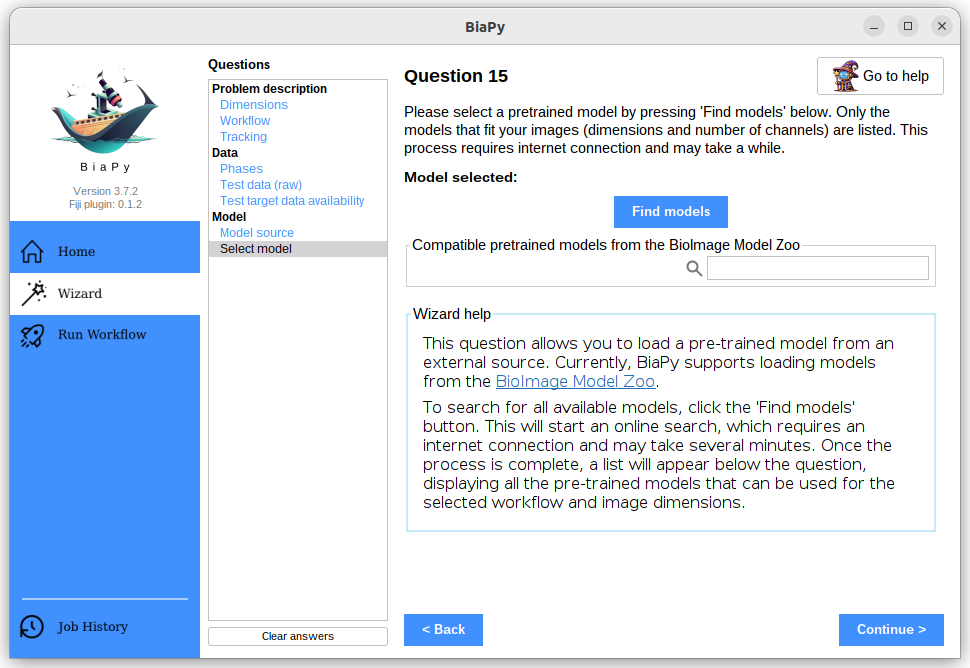 BiaPy
BiaPy
Version 3.7.2
Fiji plugin: 0.1.2
Home
Wizard
Run Workflow
Job History
Questions
Problem description
Dimensions
Workflow
Tracking
Data
Phases
Test data (raw)
Test target data availability
Model
Model source
Select model
Clear answers
Question 15
Go to help
Please select a pretrained model by pressing 'Find models' below. Only the
models that fit your images (dimensions and number of channels) are listed. This
process requires internet connection and may take a while.
Model selected:
Find models
Compatible pretrained models from the BioImage Model Zoo
Wizard help
This question allows you to load a pre-trained model from an
external source. Currently, BiaPy supports loading models
from the BioImage Model Zoo.
To search for all available models, click the 'Find models'
button. This will start an online search, which requires an
internet connection and may take several minutes. Once the
process is complete, a list will appear below the question,
displaying all the pre-trained models that can be used for the
selected workflow and image dimensions.
< Back
Continue >